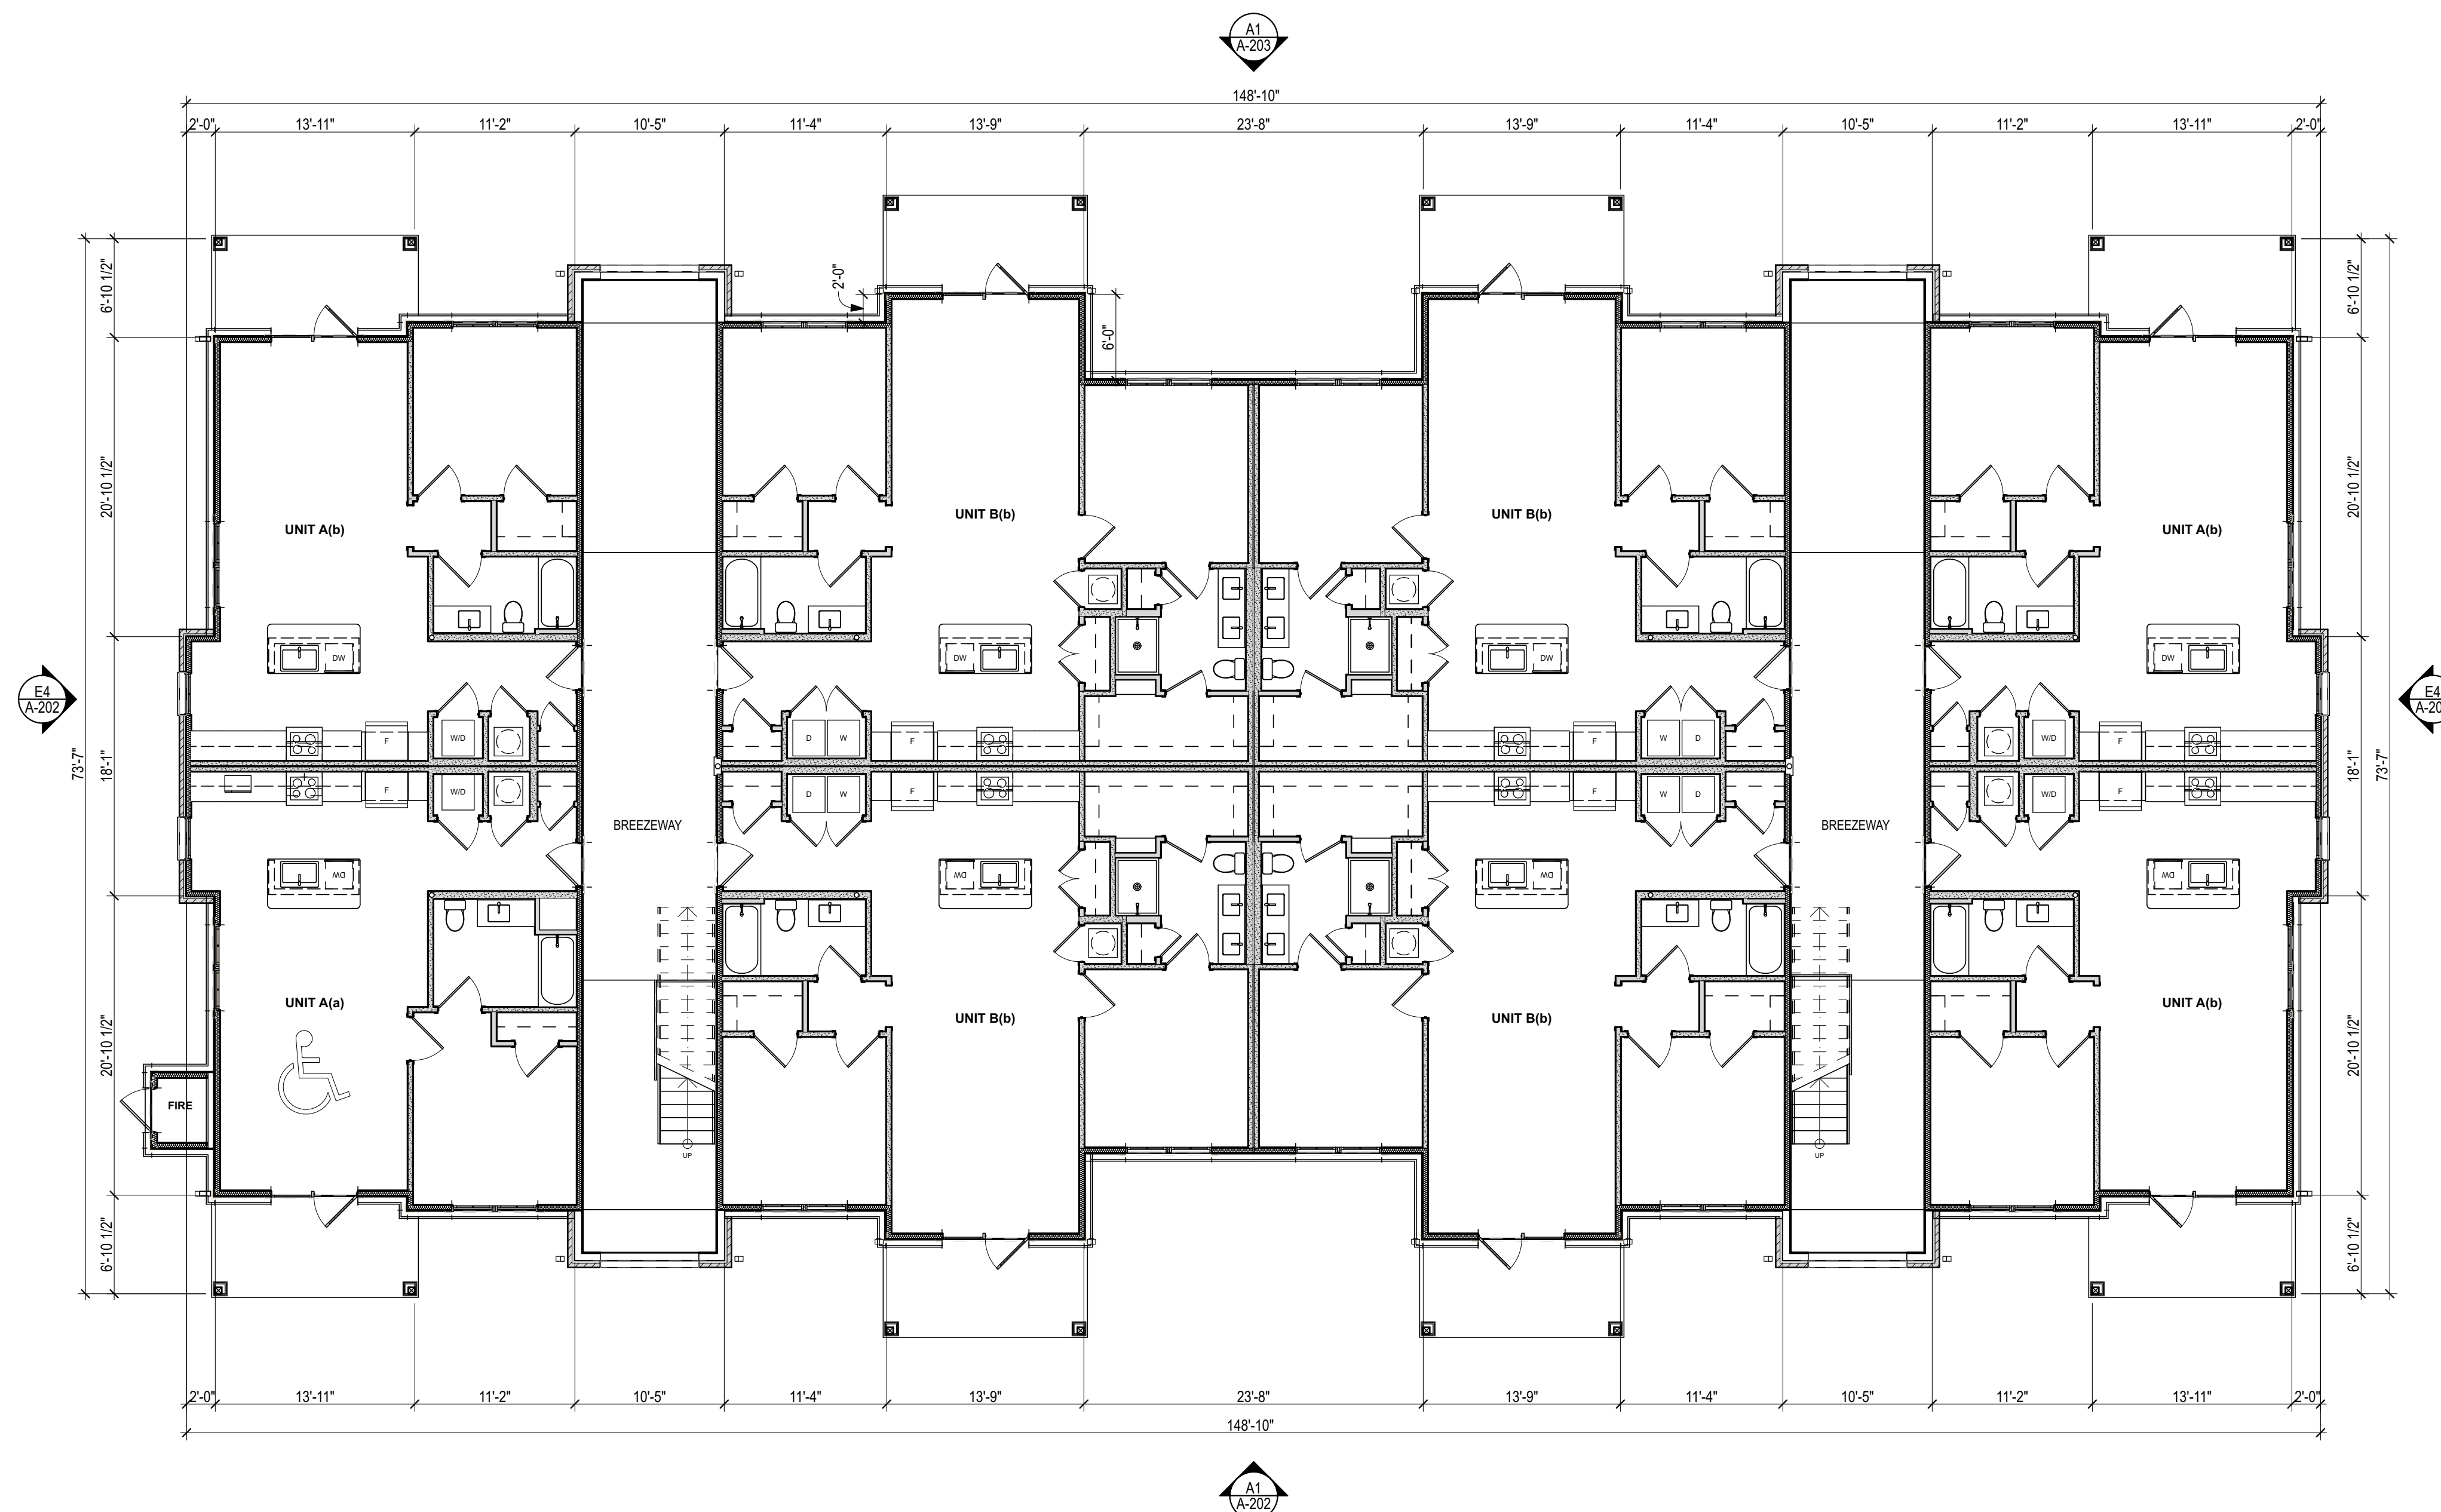 A1
A-203
148'-10"
2'-0" 13'-11" 11'-2" 10'-5" 11'-4" 13'-9" 23'-8" 13'-9" 11'-4" 10'-5" 11'-2" 13'-11" 2'-0"
6'-10 1/2" 2'-0" 6'-10 1/2"
6'-0"
20'-10 1/2" 20'-10 1/2"
UNIT B(b) UNIT B(b)
UNIT A(b) UNIT A(b)
DW DW DW DW
E4
A-202
E4
W/D F D W F F W D W/D F
73'-7" 18'-1" 18'-1" 73'-7"
W/D F D W F F W D W/D F
BREEZEWAY BREEZEWAY
DW DW DW DW
UNIT A(a) UNIT A(b)
UNIT B(b) UNIT B(b)
20'-10 1/2" 20'-10 1/2"
FIRE
UP UP
6'-10 1/2" 6'-10 1/2"
2'-0" 13'-11" 11'-2" 10'-5" 11'-4" 13'-9" 23'-8" 13'-9" 11'-4" 10'-5" 11'-2" 13'-11" 2'-0"
148'-10"
A1
A-202